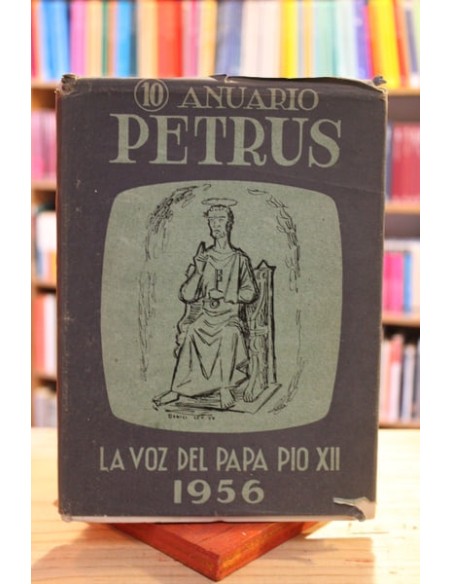 10 ANUARIO
PETRUS
LA VOZ DEL PAPA PIO XII
1956